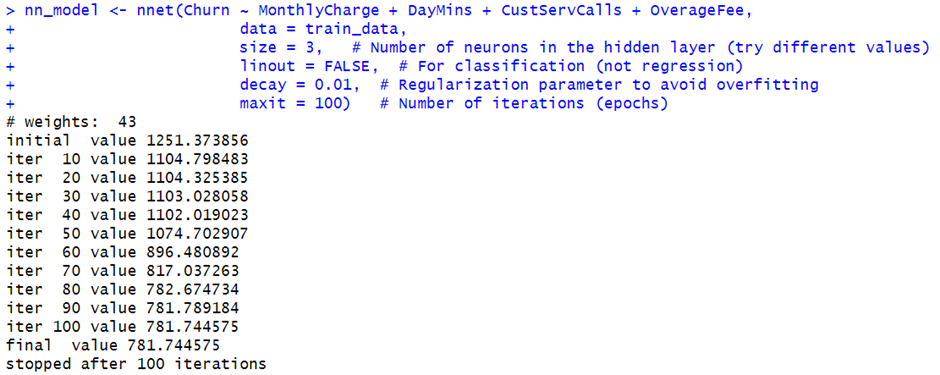 > nn_model <- nnet(Churn ~ MonthlyCharge + DayMins + CustServCalls + OverageFee,
+                  data = train_data,
+                  size = 3,   # Number of neurons in the hidden layer (try different values)
+                  linout = FALSE,  # For classification (not regression)
+                  decay = 0.01,  # Regularization parameter to avoid overfitting
+                  maxit = 100)   # Number of iterations (epochs)
# weights:  43
initial  value 1251.373856
iter  10 value 1104.798483
iter  20 value 1104.325385
iter  30 value 1103.028058
iter  40 value 1102.019023
iter  50 value 1074.702907
iter  60 value 896.480892
iter  70 value 817.037263
iter  80 value 782.674734
iter  90 value 781.789184
iter 100 value 781.744575
final  value 781.744575
stopped after 100 iterations